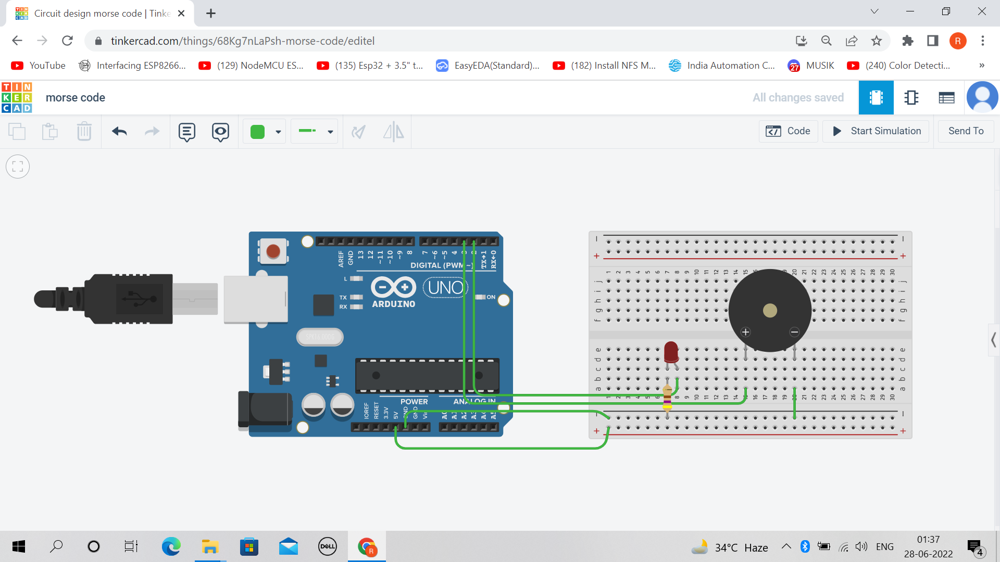 Circuit design morse code | Tinke
tinkercad.com/things/68Kg7nLaPsh-morse-code/editel
R
YouTube
Interfacing ESP8266...
(129) NodeMCU ES...
(135) Esp32 + 3.5" t...
EasyEDA(Standard)...
(182) Install NFS M...
India Automation C...
27
MUSIK
(240) Color Detecti...
»
TIN
KER
CAD
morse code
All changes saved
Code
Start Simulation
Send To
AREF
GND
13
12
~11
~10
~9
8
7
~6
~5
4
TX→1
RX←0
DIGITAL (PWM ~)
L
TX
RX
ARDUINO
UNO
ON
SPK16.000G
POWER
ANALOG IN
IOREF
RESET
3.3V
5V
GND
GND
Vin
A0
A1
A2
A3
A4
A5
1 2 3 4 5 6 7 8 9 10 11 12 13 14 15 20 21 22 23 24 25 26 27 28 29 30
j
i
h
g
f
e
d
c
b
a
j
i
h
g
f
e
d
c
b
a
1 2 3 4 5 6 8 9 10 11 12 13 14 15 16 17 18 19 20 21 22 23 24 25 26 27 28 29 30
DELL
R
34°C Haze
ENG
01:37
28-06-2022
4